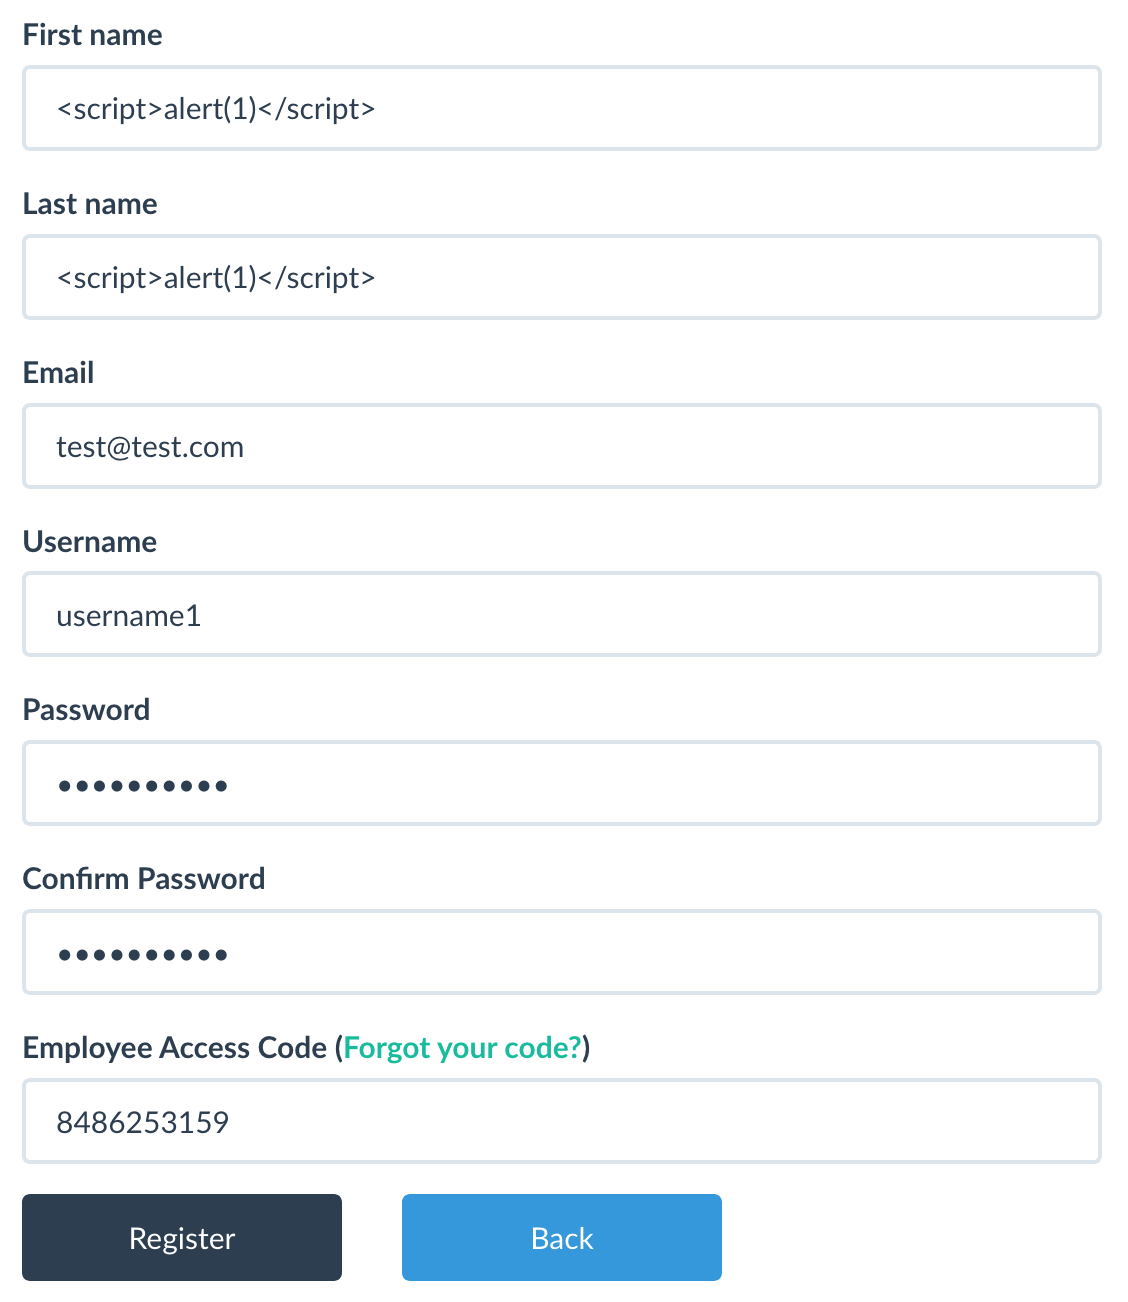 First name
<script>alert(1)</script>
Last name
<script>alert(1)</script>
Email
test@test.com
Username
username1
Password
••••••••••
Confirm Password
••••••••••
Employee Access Code (Forgot your code?)
8486253159
Register Back